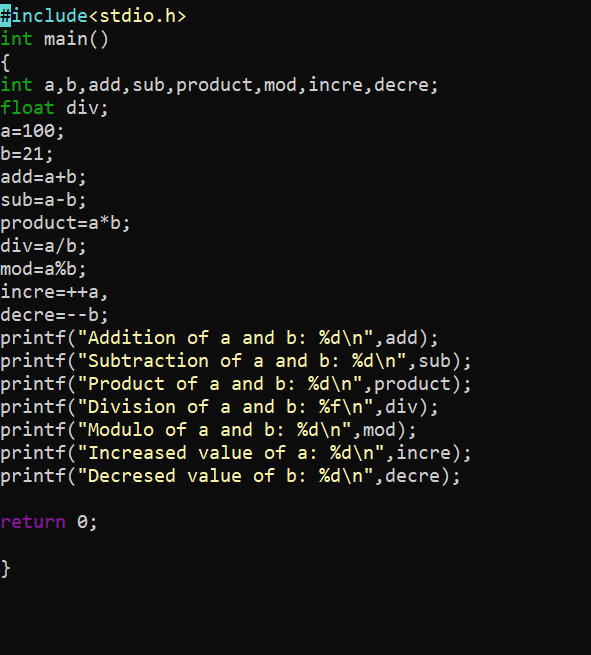 #include<stdio.h>
int main()
{
int a,b,add,sub,product,mod,incre,decre;
float div;
a=100;
b=21;
add=a+b;
sub=a-b;
product=a*b;
div=a/b;
mod=a%b;
incre=++a,
decre=--b;
printf("Addition of a and b: %d\n",add);
printf("Subtraction of a and b: %d\n",sub);
printf("Product of a and b: %d\n",product);
printf("Division of a and b: %f\n",div);
printf("Modulo of a and b: %d\n",mod);
printf("Increased value of a: %d\n",incre);
printf("Decresed value of b: %d\n",decre);
return 0;
}